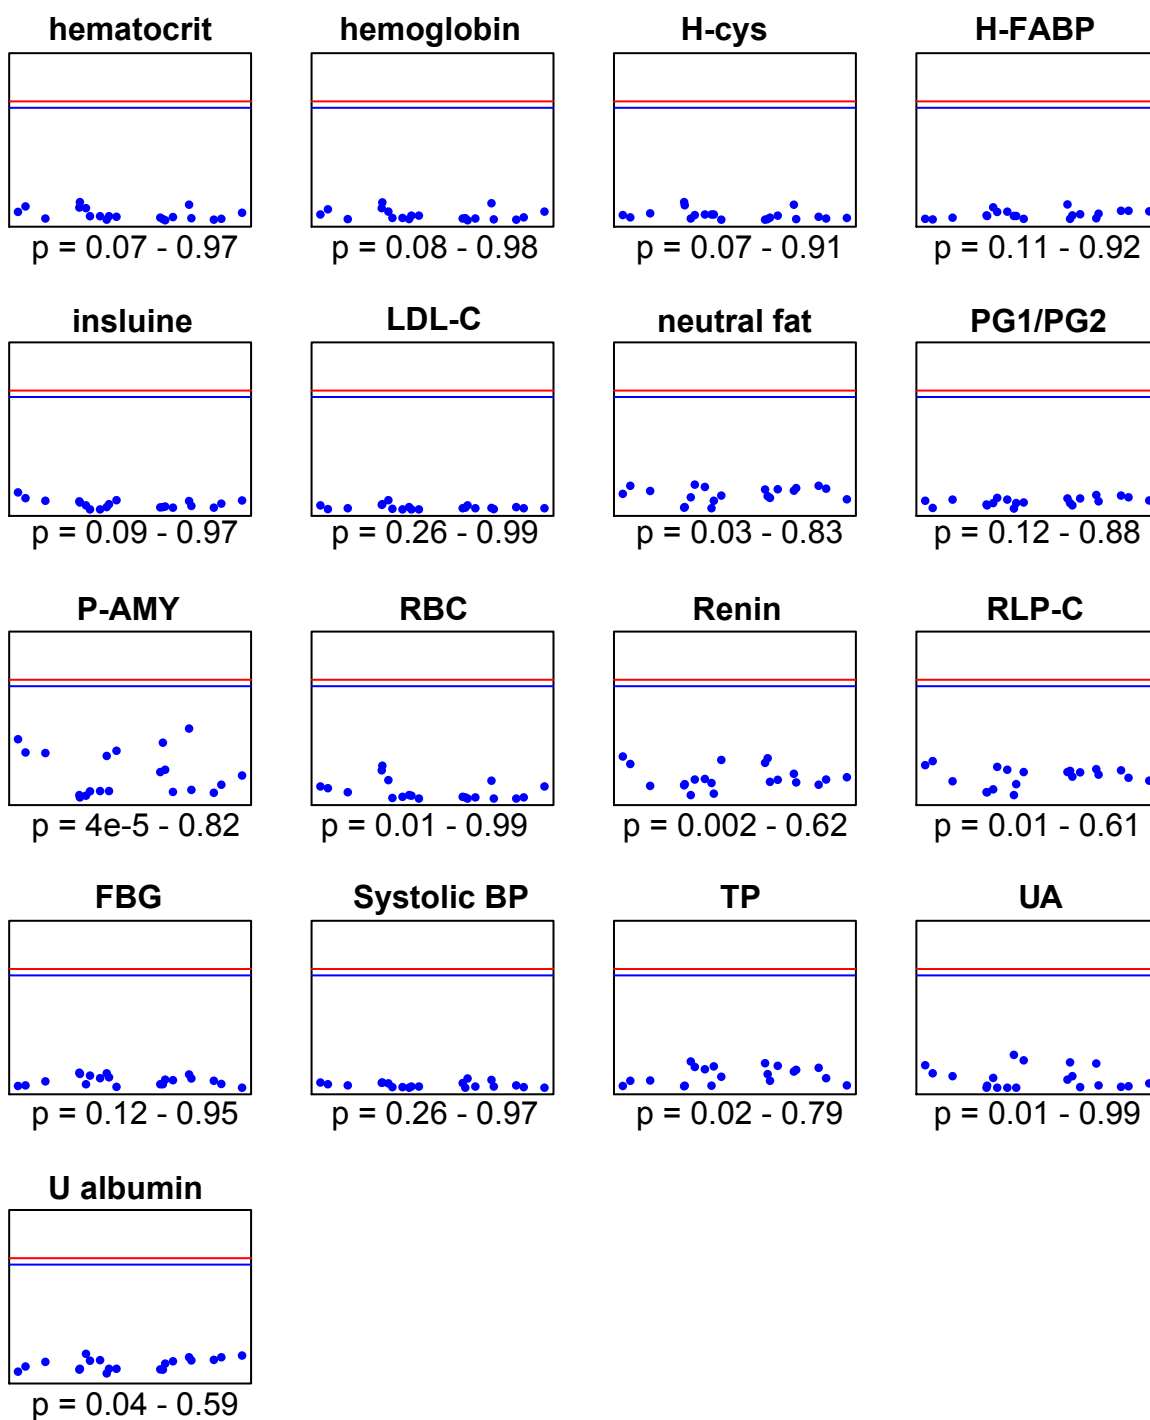 hematocrit hemoglobin H-cys H-FABP
p = 0.07 - 0.97 p = 0.08 - 0.98 p = 0.07 - 0.91 p = 0.11 - 0.92
insluine LDL-C neutral fat PG1/PG2
p = 0.09 - 0.97 p = 0.26 - 0.99 p = 0.03 - 0.83 p = 0.12 - 0.88
P-AMY RBC Renin RLP-C
p = 4e-5 - 0.82 p = 0.01 - 0.99 p = 0.002 - 0.62 p = 0.01 - 0.61
FBG Systolic BP TP UA
p = 0.12 - 0.95 p = 0.26 - 0.97 p = 0.02 - 0.79 p = 0.01 - 0.99
U albumin
p = 0.04 - 0.59